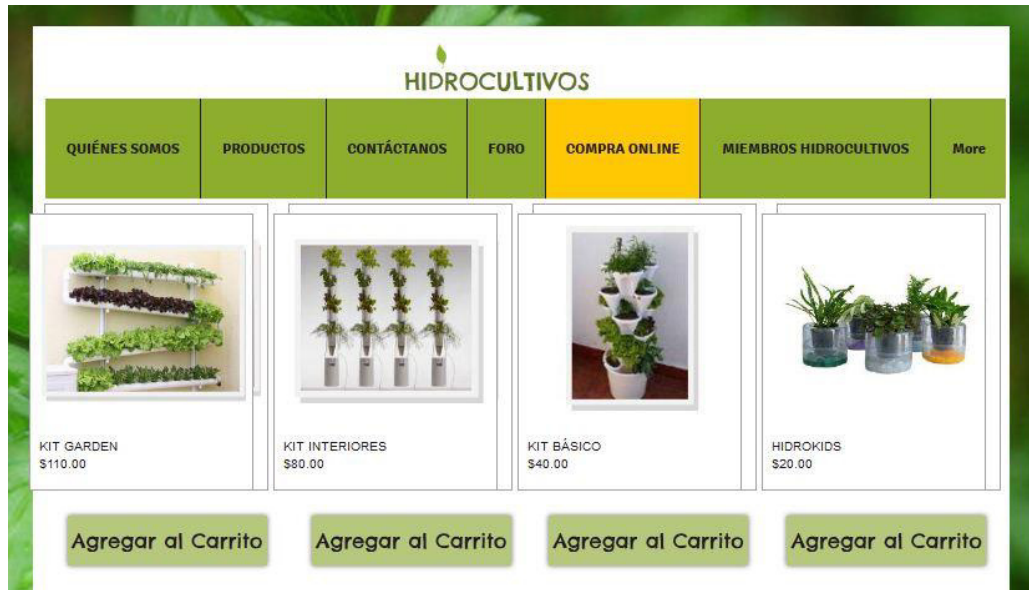 HIDROCULTIVOS
QUIÉNES SOMOS PRODUCTOS CONTÁCTANOS FORO COMPRA ONLINE MIEMBROS HIDROCULTIVOS More
KIT GARDEN
$110.00
KIT INTERIORES
$80.00
KIT BÁSICO
$40.00
HIDROKIDS
$20.00
Agregar al Carrito Agregar al Carrito Agregar al Carrito Agregar al Carrito